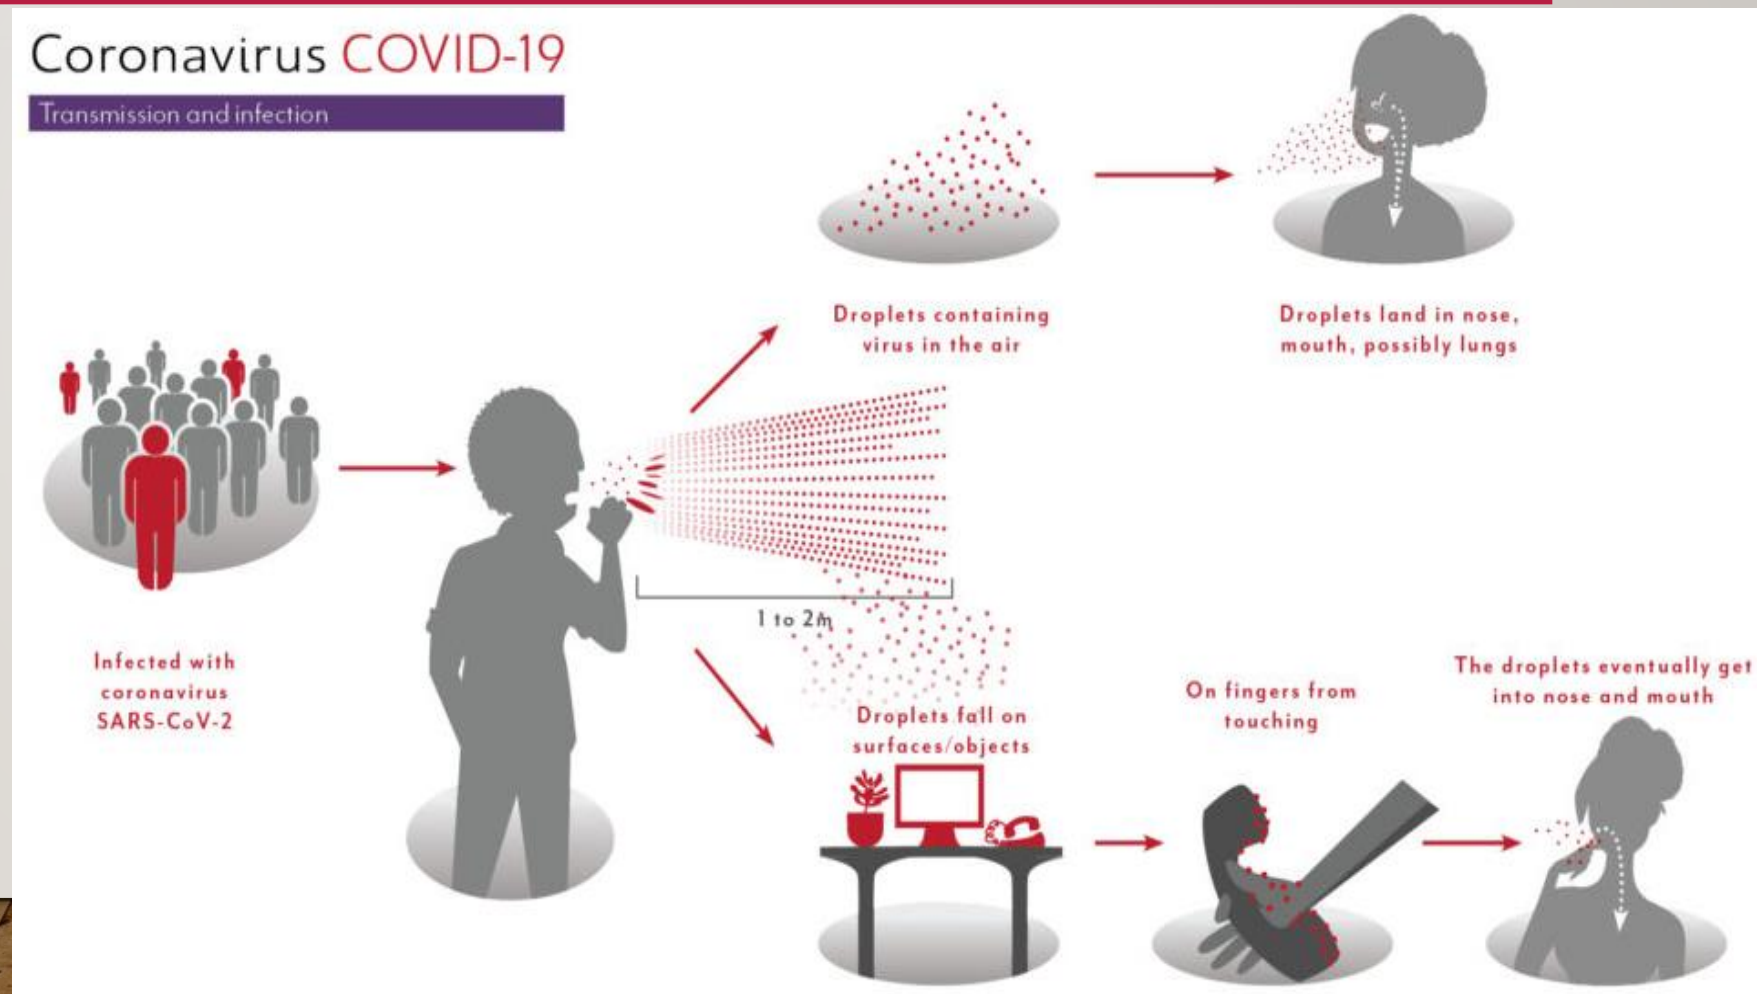 Coronavirus COVID-19
Transmission and infection
Droplets containing
virus in the air
Droplets land in nose,
mouth, possibly lungs
1 to 2m
Infected with
coronavirus
SARS-CoV-2
Droplets fall on
surfaces/objects
On fingers from
touching
The droplets eventually get
into nose and mouth